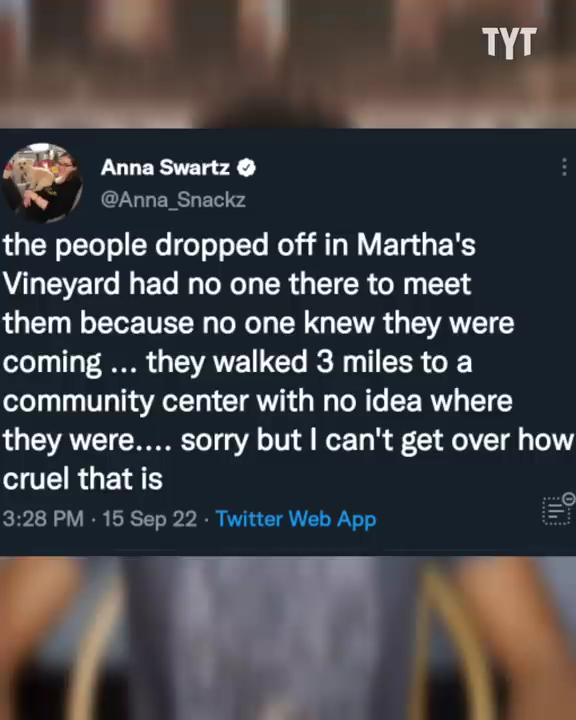 TYT
Anna Swartz
@Anna_Snackz
the people dropped off in Martha's
Vineyard had no one there to meet
them because no one knew they were
coming ... they walked 3 miles to a
community center with no idea where
they were.... sorry but I can't get over how
cruel that is
3:28 PM · 15 Sep 22 · Twitter Web App